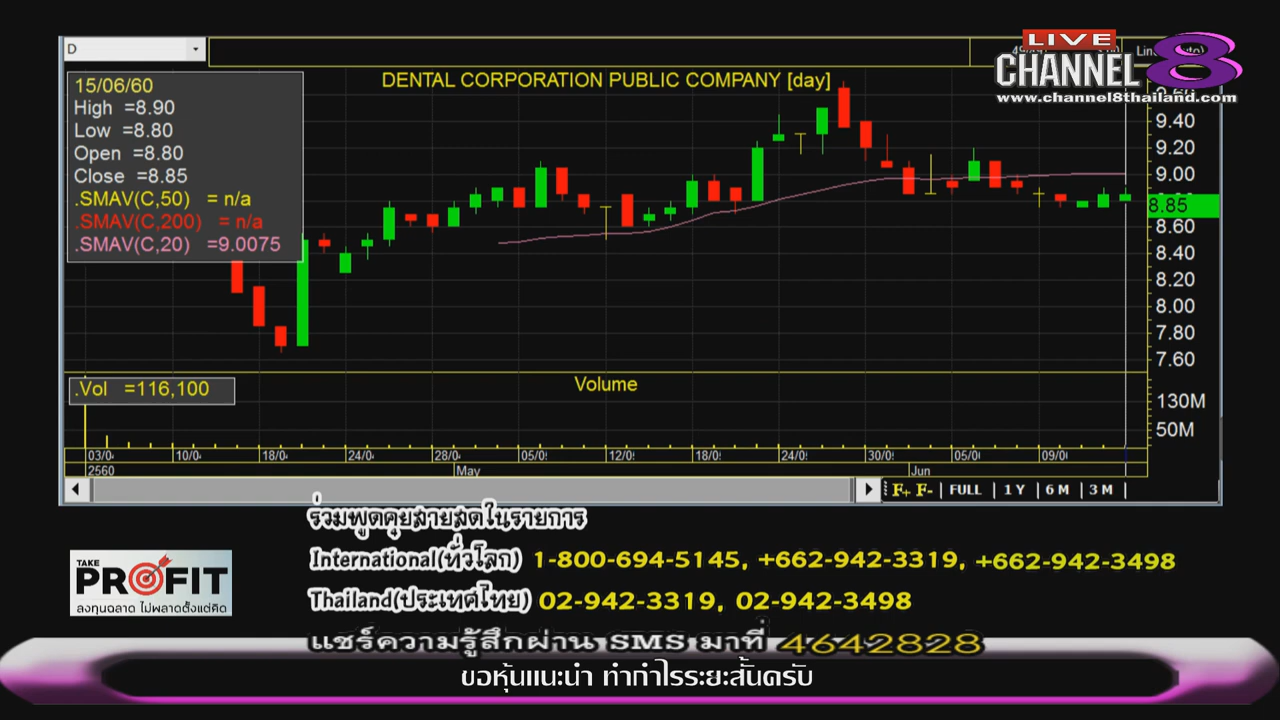 D
LIVE
CHANNEL 8
www.channel8thailand.com
DENTAL CORPORATION PUBLIC COMPANY [day]
15/06/60
High =8.90
Low =8.80
Open =8.80
Close =8.85
.SMAV(C,50) = n/a
.SMAV(C,200) = n/a
.SMAV(C,20) =9.0075
9.40
9.20
9.00
8.85
8.60
8.40
8.20
8.00
7.80
7.60
.Vol =116,100
Volume
130M
50M
03/0 10/0 18/0 24/0 28/0 05/0 12/0 18/0 24/0 30/0 05/0 09/0
2560 May Jun
F+ F- | FULL | 1 Y | 6 M | 3 M |
ร่วมพูดคุยสายสดในรายการ
International(ทั่วโลก) 1-800-694-5145, +662-942-3319, +662-942-3498
Thailand(ประเทศไทย) 02-942-3319, 02-942-3498
TAKE
PROFIT
ลงทุนฉลาด ไม่พลาดตั้งแต่คิด
แชร์ความรู้สึกผ่าน SMS มาที่ 4642828
ขอหุ้นแนะนำ ทำกำไรระยะสั้นครับ